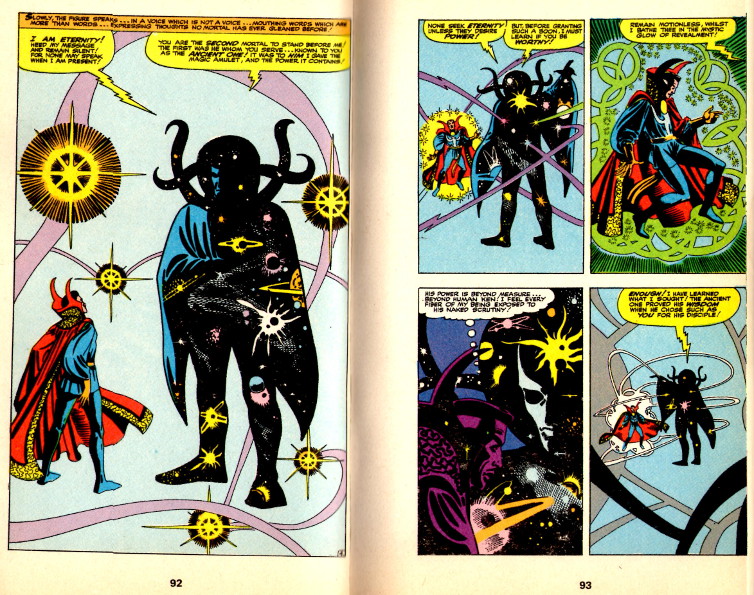 SLOWLY, THE FIGURE SPEAKS... IN A VOICE WHICH IS NOT A VOICE... MOUTHING WORDS WHICH ARE
MORE THAN WORDS... EXPRESSING THOUGHTS NO MORTAL HAS EVER GLEANED BEFORE!
I AM ETERNITY!
HEED MY MESSAGE
AND REMAIN SILENT!
FOR NONE MAY SPEAK
WHEN I AM PRESENT!
YOU ARE THE SECOND MORTAL TO STAND BEFORE ME!
THE FIRST WAS HE WHOM YOU SERVE... KNOWN TO YOU
AS THE ANCIENT ONE! IT WAS TO HIM I GAVE THE
MAGIC AMULET, AND THE POWER IT CONTAINS!
92
NONE SEEK ETERNITY
UNLESS THEY DESIRE
POWER!
BUT, BEFORE GRANTING
SUCH A BOON, I MUST
LEARN IF YOU BE
WORTHY!
REMAIN MOTIONLESS, WHILST
I BATHE THEE IN THE MYSTIC
GLOW OF REVEALMENT!
HIS POWER IS BEYOND MEASURE...
BEYOND HUMAN KEN! I FEEL EVERY
FIBER OF MY BEING EXPOSED TO
HIS NAKED SCRUTINY!
ENOUGH! I HAVE LEARNED
WHAT I SOUGHT! THE ANCIENT
ONE PROVED HIS WISDOM
WHEN HE CHOSE SUCH AS
YOU FOR HIS DISCIPLE!
93